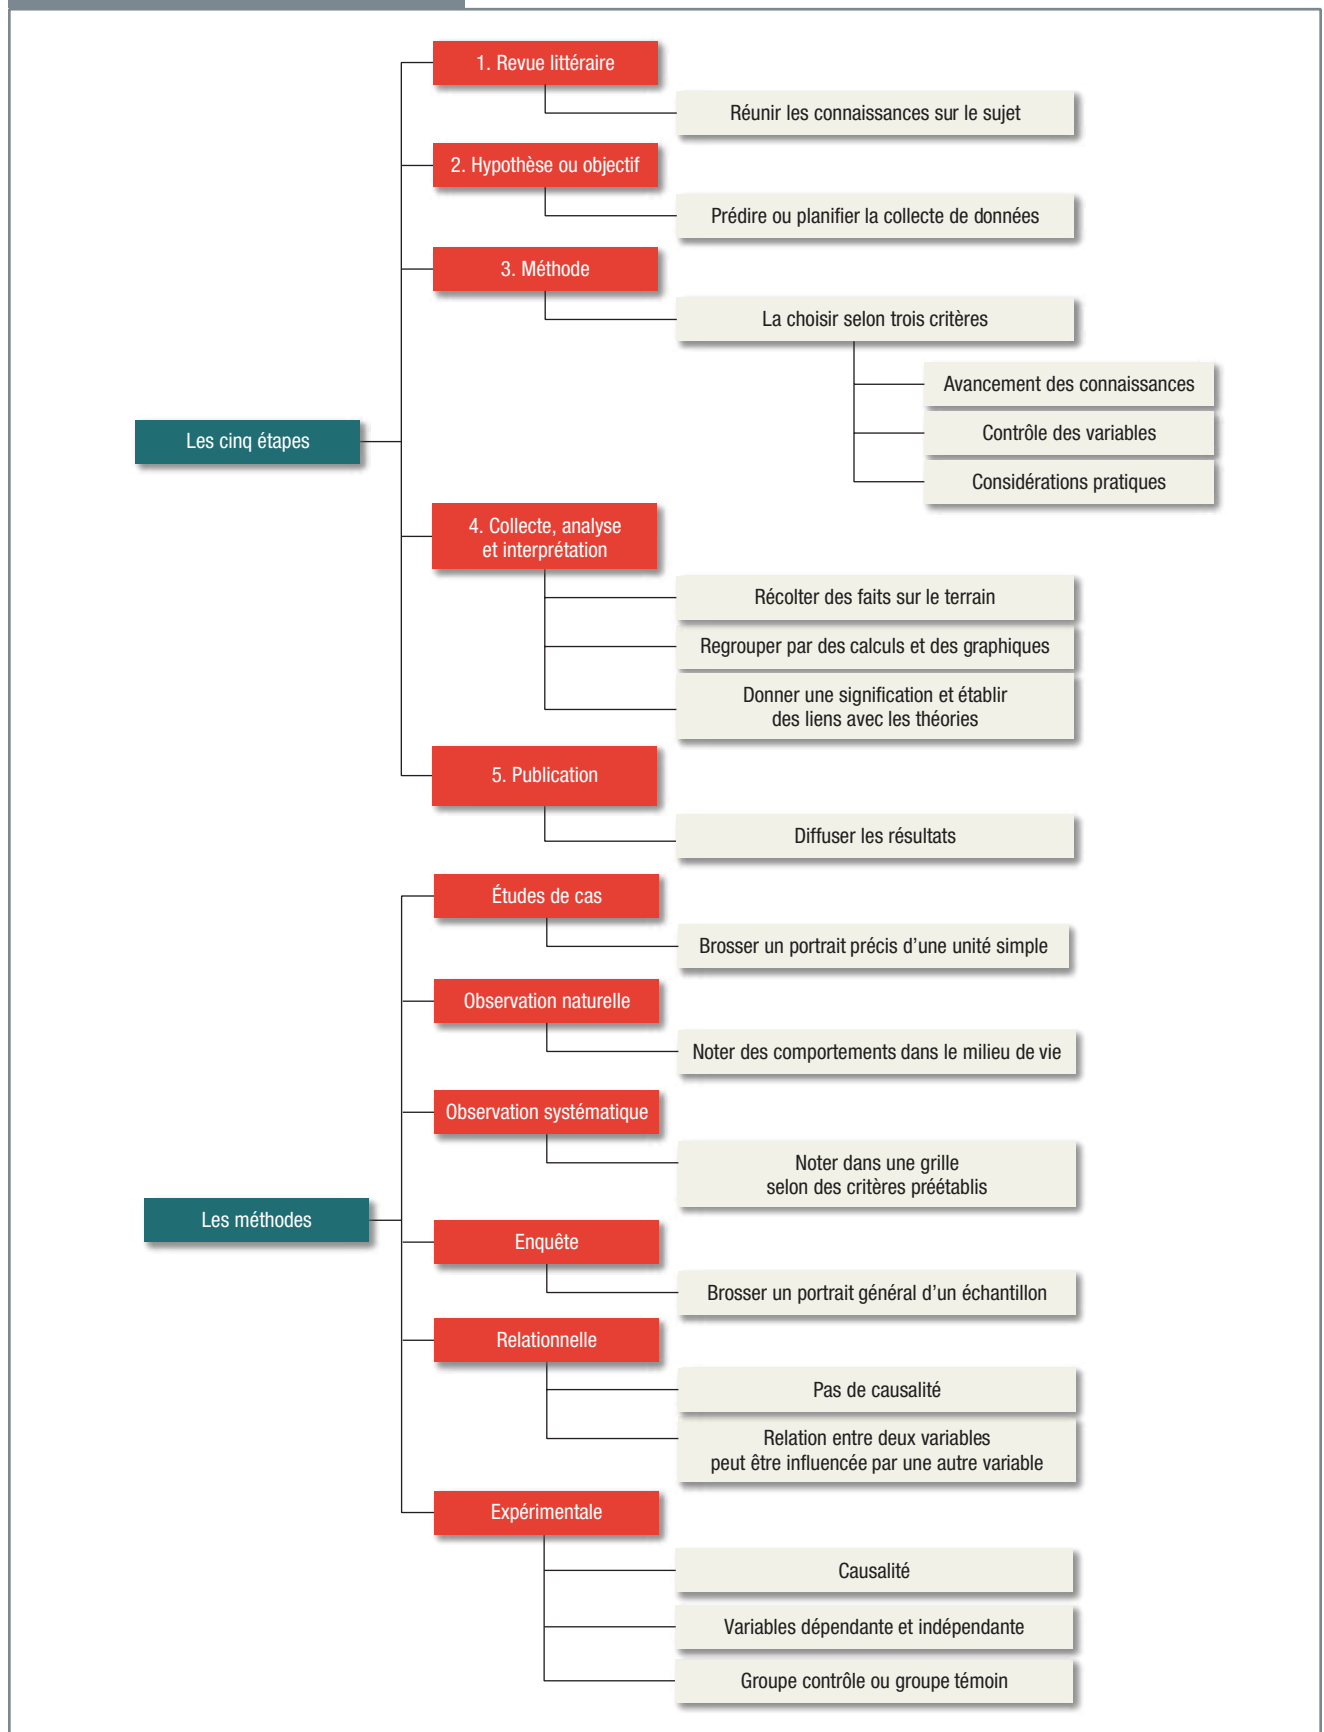 1. Revue littéraire
Réunir les connaissances sur le sujet
2. Hypothèse ou objectif
Prédire ou planifier la collecte de données
3. Méthode
La choisir selon trois critères
Avancement des connaissances
Contrôle des variables
Considérations pratiques
Les cinq étapes
4. Collecte, analyse
et interprétation
Récolter des faits sur le terrain
Regrouper par des calculs et des graphiques
Donner une signification et établir
des liens avec les théories
5. Publication
Diffuser les résultats
Études de cas
Brosser un portrait précis d’une unité simple
Observation naturelle
Noter des comportements dans le milieu de vie
Observation systématique
Noter dans une grille
selon des critères préétablis
Les méthodes
Enquête
Brosser un portrait général d’un échantillon
Relationnelle
Pas de causalité
Relation entre deux variables
peut être influencée par une autre variable
Expérimentale
Causalité
Variables dépendante et indépendante
Groupe contrôle ou groupe témoin